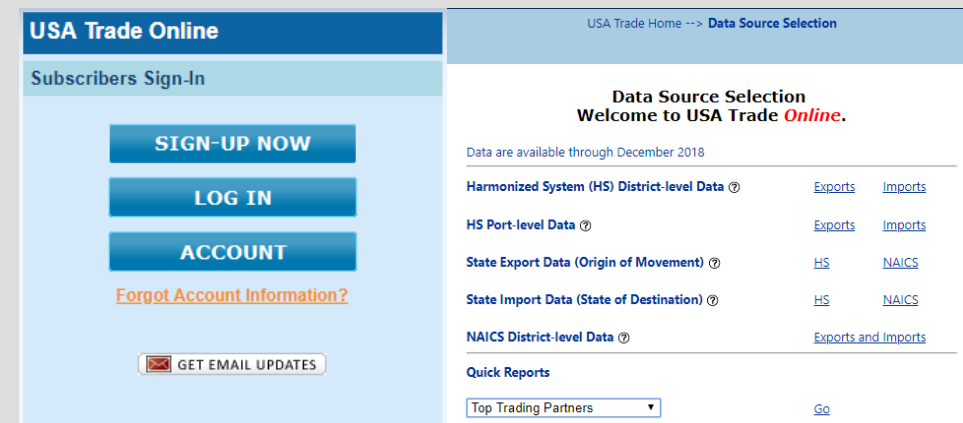 USA Trade Online
Subscribers Sign-In
SIGN-UP NOW
LOG IN
ACCOUNT
Forgot Account Information?
GET EMAIL UPDATES
USA Trade Home --> Data Source Selection
Data Source Selection
Welcome to USA Trade Online.
Data are available through December 2018
Harmonized System (HS) District-level Data ? Exports Imports
HS Port-level Data ? Exports Imports
State Export Data (Origin of Movement) ? HS NAICS
State Import Data (State of Destination) ? HS NAICS
NAICS District-level Data ? Exports and Imports
Quick Reports
Top Trading Partners Go